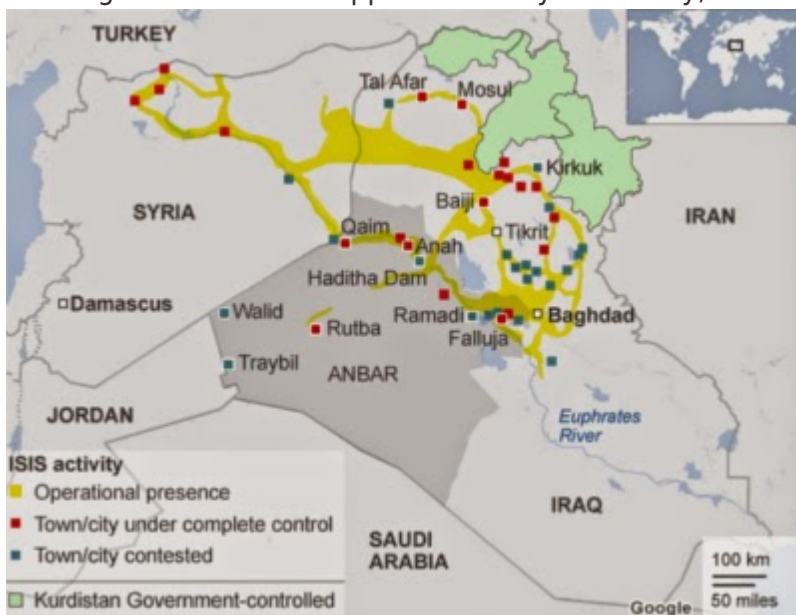 TURKEY
Tal Afar
Mosul
Kirkuk
Baiji
SYRIA
IRAN
Qaim
Tikrit
Anah
Haditha Dam
Damascus
Walid
Ramadi
Baghdad
Rutba
Falluja
Traybil
ANBAR
JORDAN
Euphrates
River
ISIS activity
Operational presence
Town/city under complete control
Town/city contested
Kurdistan Government-controlled
SAUDI
ARABIA
IRAQ
100 km
50 miles
Google